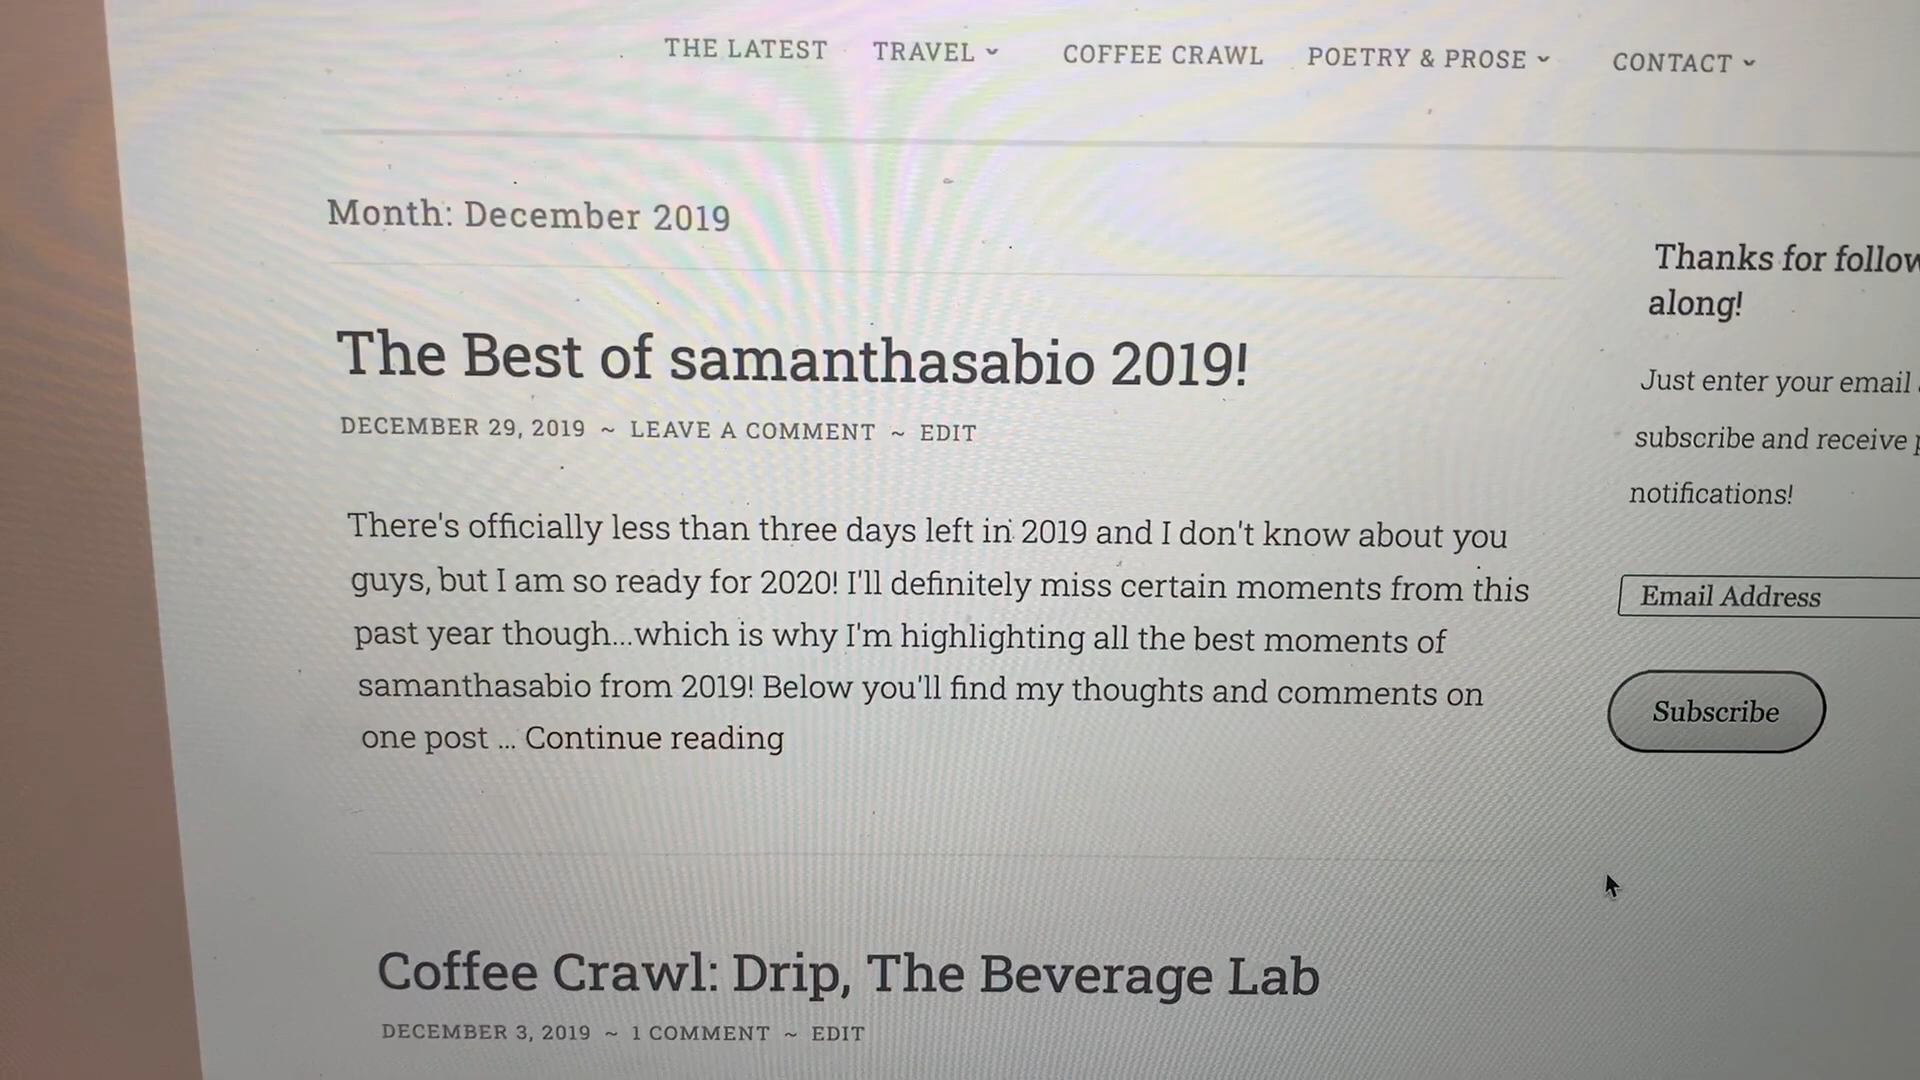 THE LATEST TRAVEL COFFEE CRAWL POETRY & PROSE CONTACT
Month: December 2019
The Best of samanthasabio 2019!
DECEMBER 29, 2019 ~ LEAVE A COMMENT ~ EDIT
There's officially less than three days left in 2019 and I don't know about you
guys, but I am so ready for 2020! I'll definitely miss certain moments from this
past year though...which is why I'm highlighting all the best moments of
samanthasabio from 2019! Below you'll find my thoughts and comments on
one post ... Continue reading
Coffee Crawl: Drip, The Beverage Lab
DECEMBER 3, 2019 ~ 1 COMMENT ~ EDIT
Thanks for follow
along!
Just enter your email
subscribe and receive
notifications!
Email Address
Subscribe